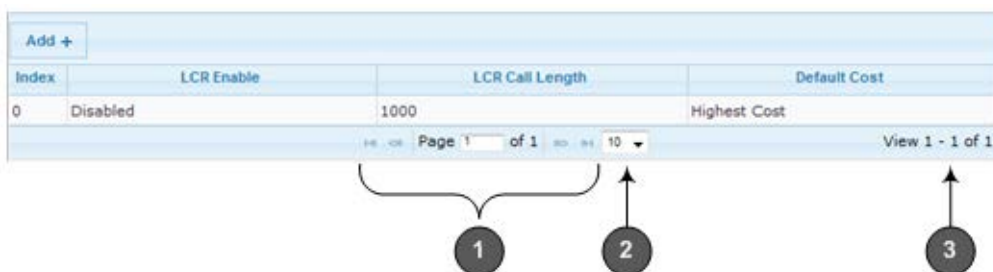 Add +
Index LCR Enable LCR Call Length Default Cost
0 Disabled 1000 Highest Cost
Page 1 of 1 10 View 1 - 1 of 1
1 2 3